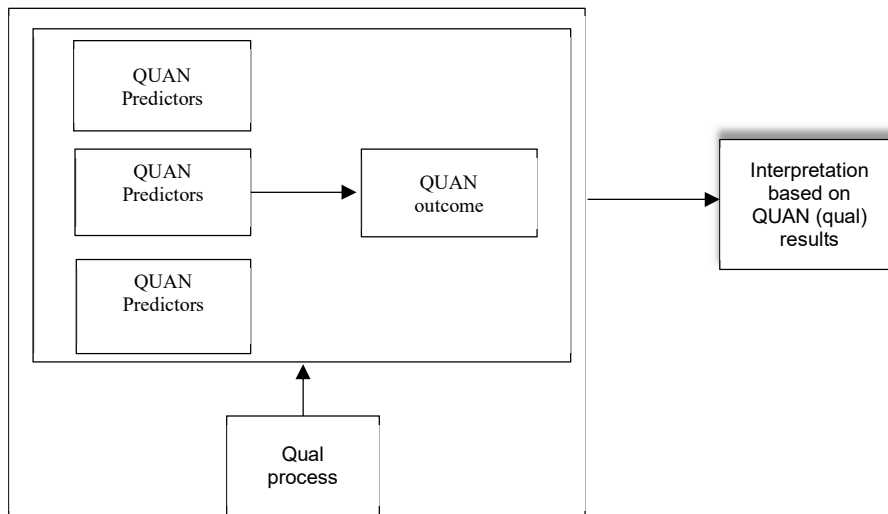 QUAN
Predictors
QUAN
Predictors
QUAN
outcome
QUAN
Predictors
Qual
process
Interpretation
based on
QUAN (qual)
results